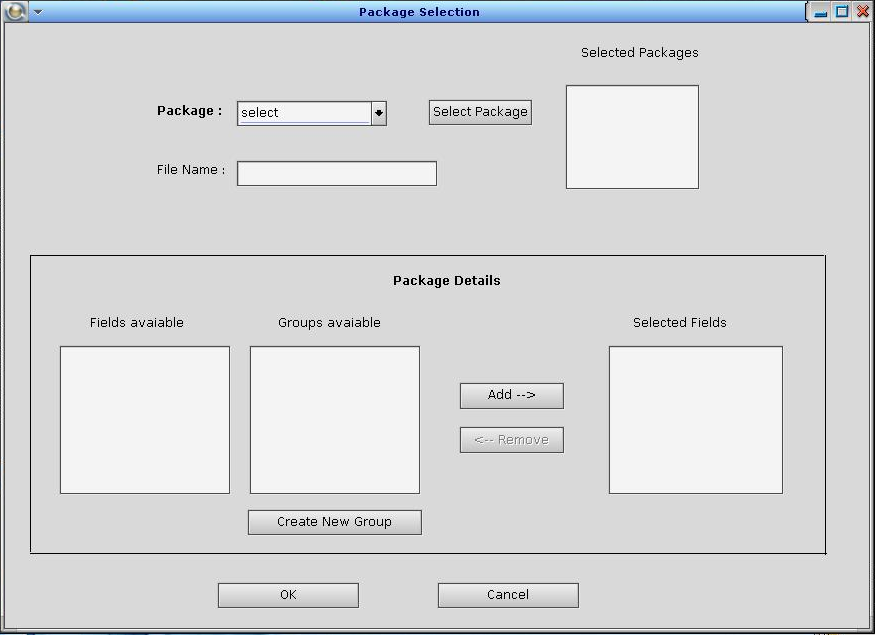 Package Selection
Selected Packages
Package :
select
Select Package
File Name :
Package Details
Fields avaiable
Groups avaiable
Selected Fields
Add -->
<-- Remove
Create New Group
OK
Cancel